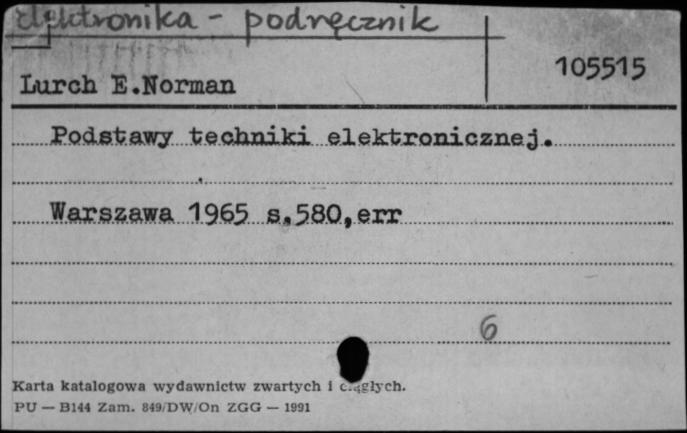 elektronika - podręcznik
105515
Lurch E.Norman
Podstawy techniki elektronicznej.
Warszawa 1965 s.580,err
6
Karta katalogowa wydawnictw zwartych i ciągłych.
PU — B144 Zam. 849/DW/On ZGG — 1991